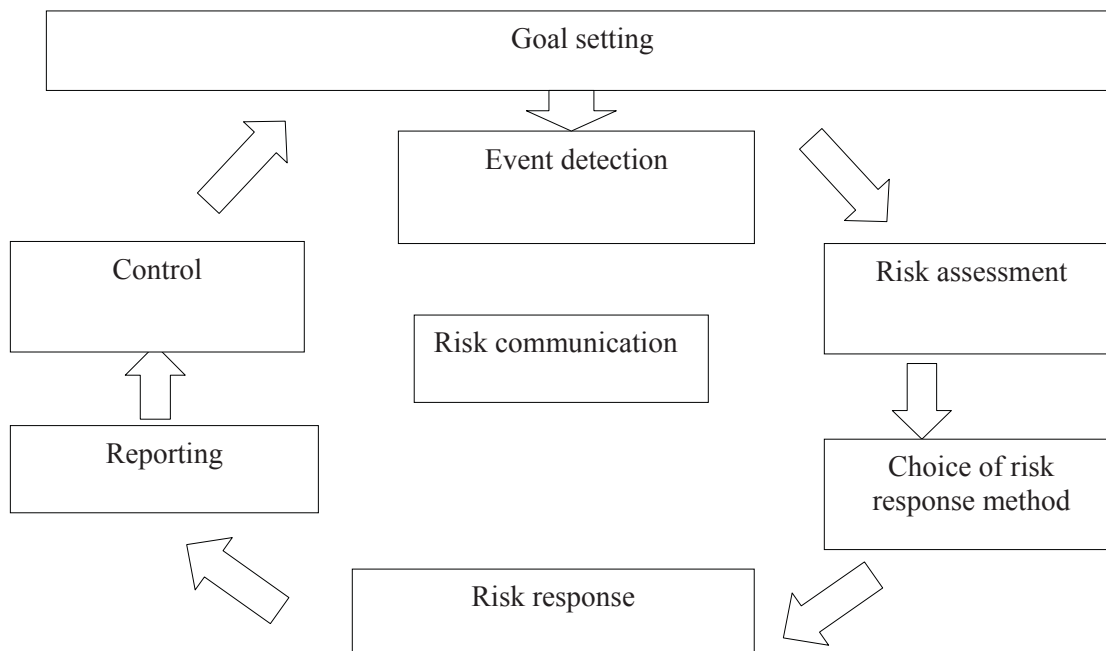 Goal setting
Event detection
Control
Risk assessment
Risk communication
Reporting
Choice of risk
response method
Risk response